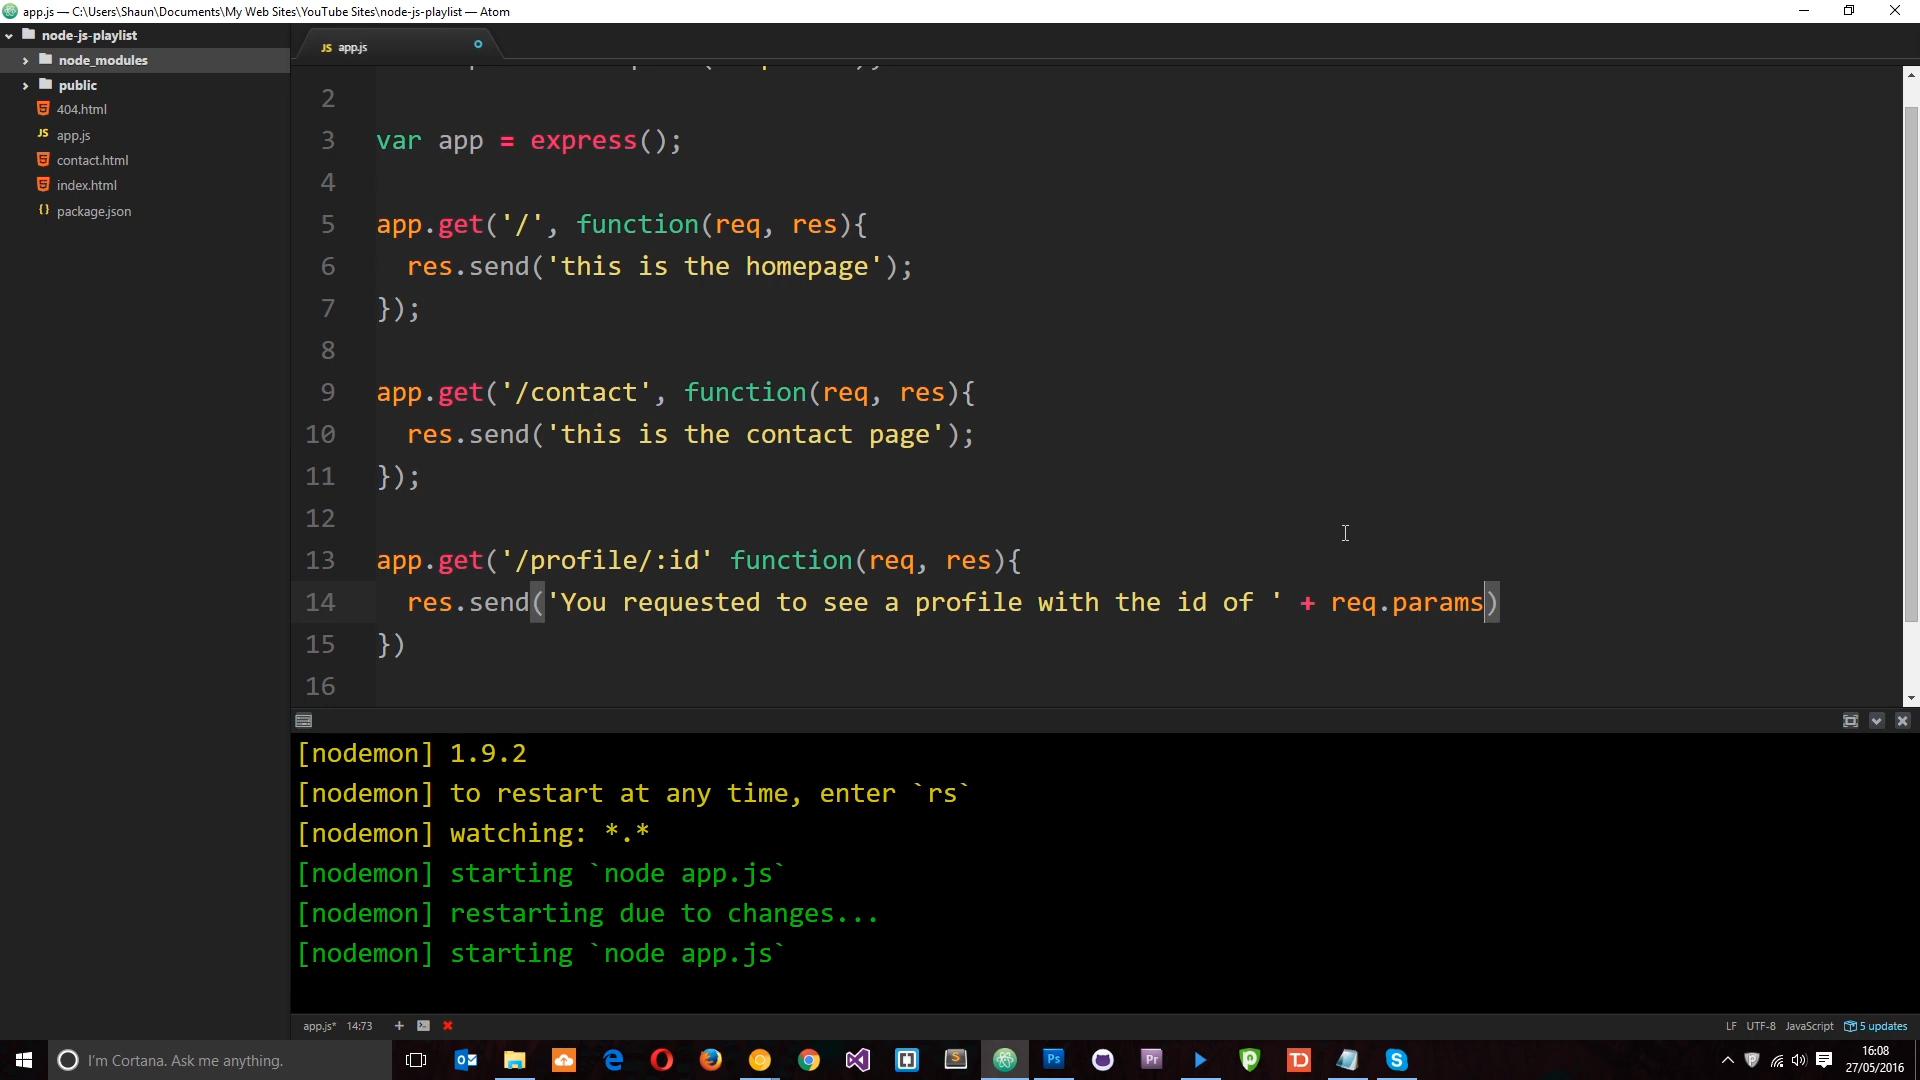 app.js — C:\Users\Shaun\Documents\My Web Sites\YouTube Sites\node-js-playlist — Atom
node-js-playlist
node_modules
public
404.html
JS app.js
contact.html
index.html
{} package.json
JS app.js
2
3 var app = express();
4
5 app.get('/', function(req, res){
6 res.send('this is the homepage');
7 });
8
9 app.get('/contact', function(req, res){
10 res.send('this is the contact page');
11 });
12
13 app.get('/profile/:id' function(req, res){
14 res.send('You requested to see a profile with the id of ' + req.params)
15 })
16
[nodemon] 1.9.2
[nodemon] to restart at any time, enter `rs`
[nodemon] watching: *.*
[nodemon] starting `node app.js`
[nodemon] restarting due to changes...
[nodemon] starting `node app.js`
app.js* 14:73
LF UTF-8 JavaScript 5 updates
I'm Cortana. Ask me anything.
Ps
Pr
TD
16:08
27/05/2016